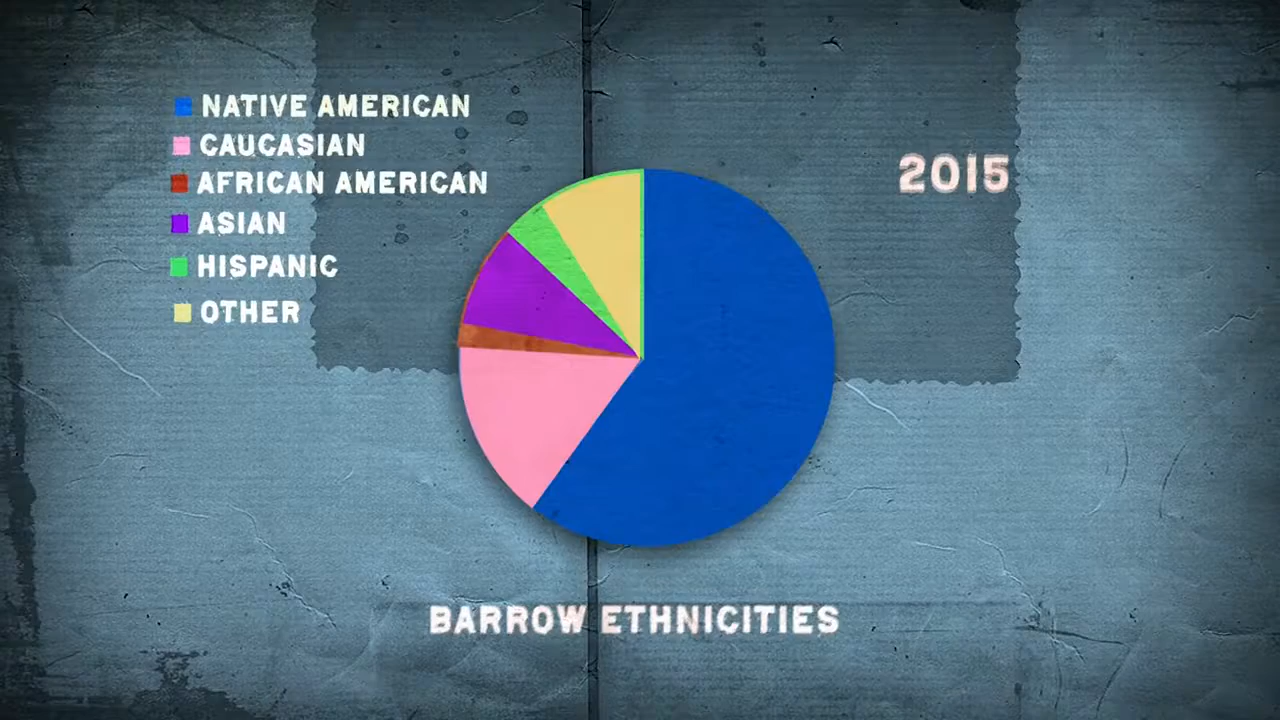 NATIVE AMERICAN
CAUCASIAN
AFRICAN AMERICAN
ASIAN
HISPANIC
OTHER
2015
BARROW ETHNICITIES